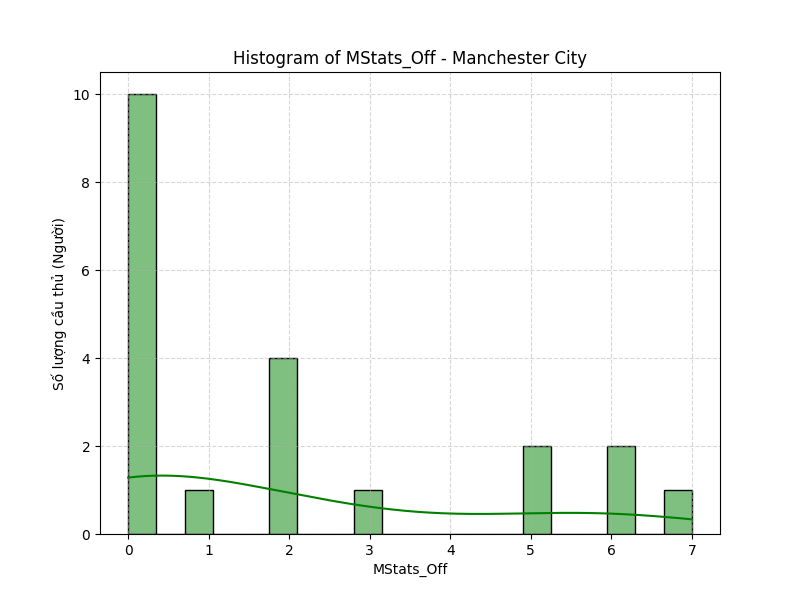 Histogram of MStats_Off - Manchester City
Số lượng cầu thủ (Người)
10
8
6
4
2
0
0 1 2 3 4 5 6 7
MStats_Off